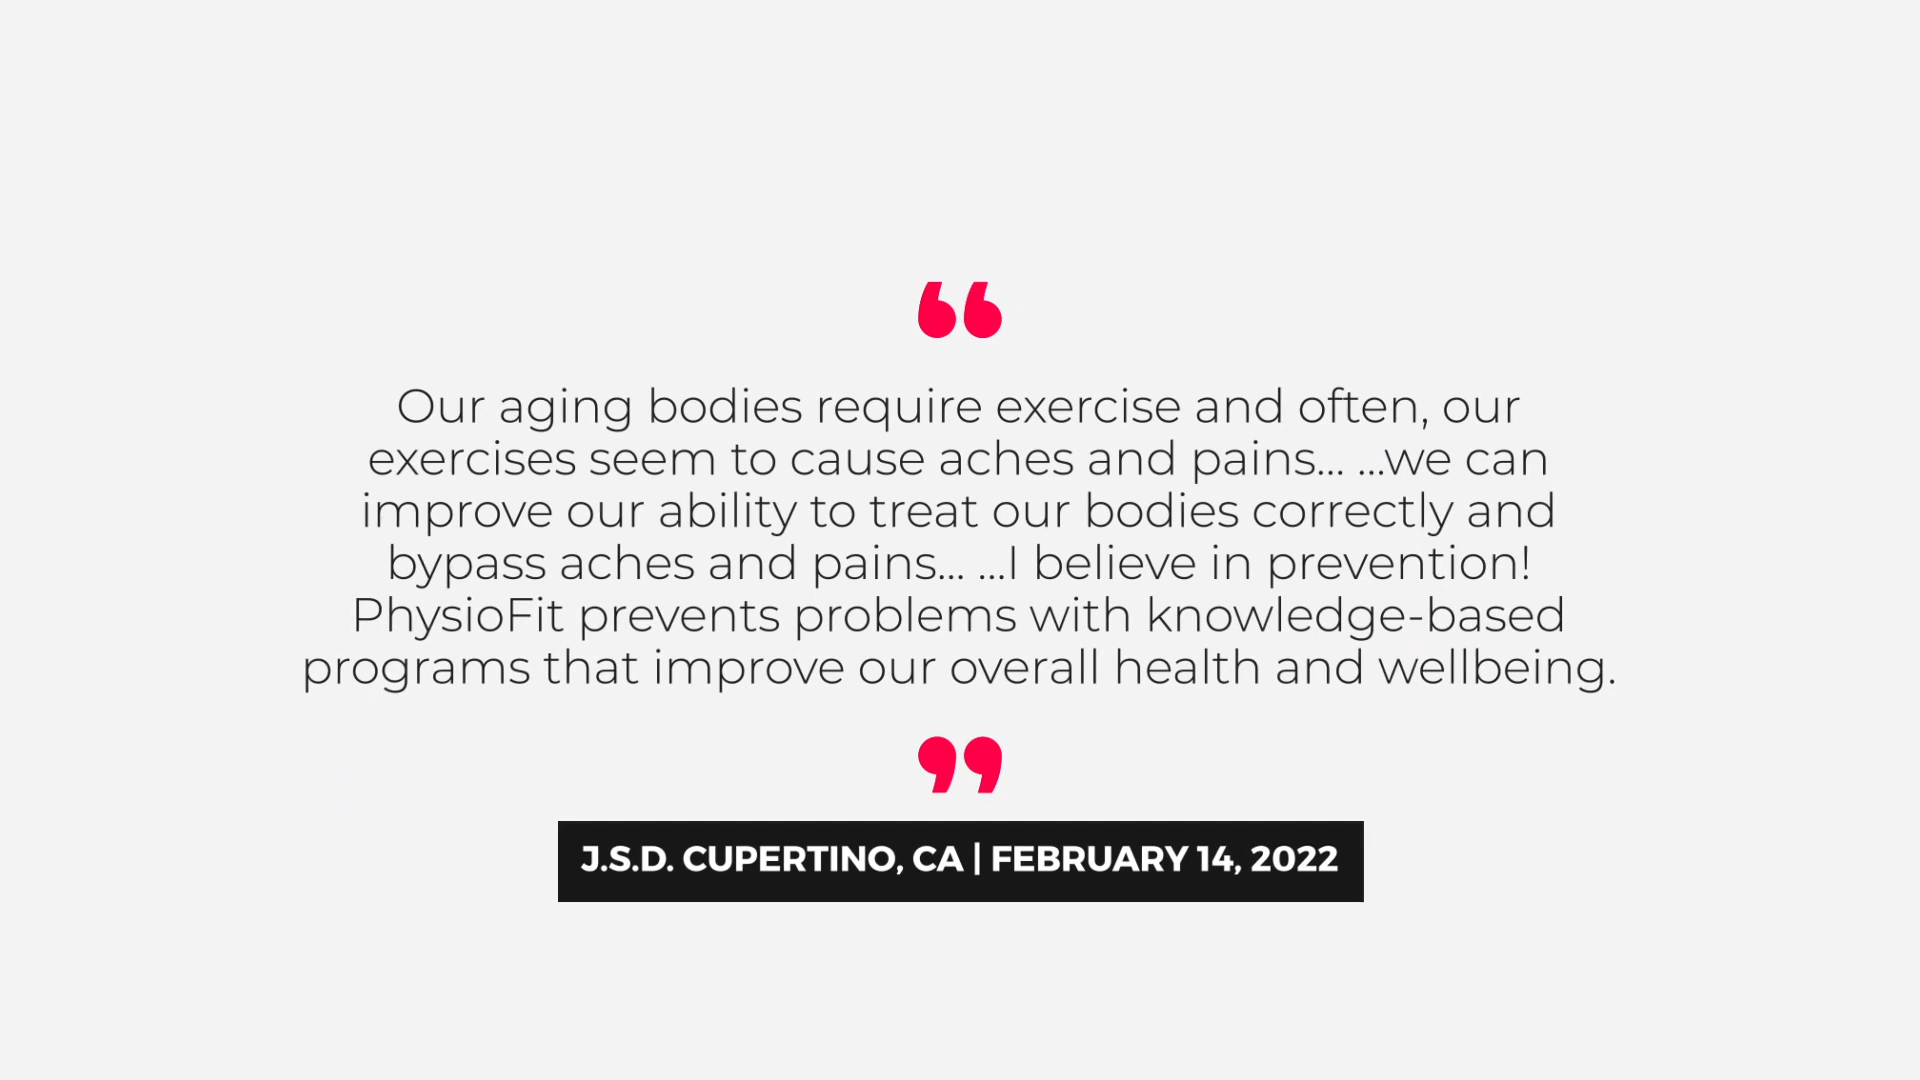 “
Our aging bodies require exercise and often, our
exercises seem to cause aches and pains... ...we can
improve our ability to treat our bodies correctly and
bypass aches and pains... ...I believe in prevention!
PhysioFit prevents problems with knowledge-based
programs that improve our overall health and wellbeing.
”
J.S.D. CUPERTINO, CA | FEBRUARY 14, 2022